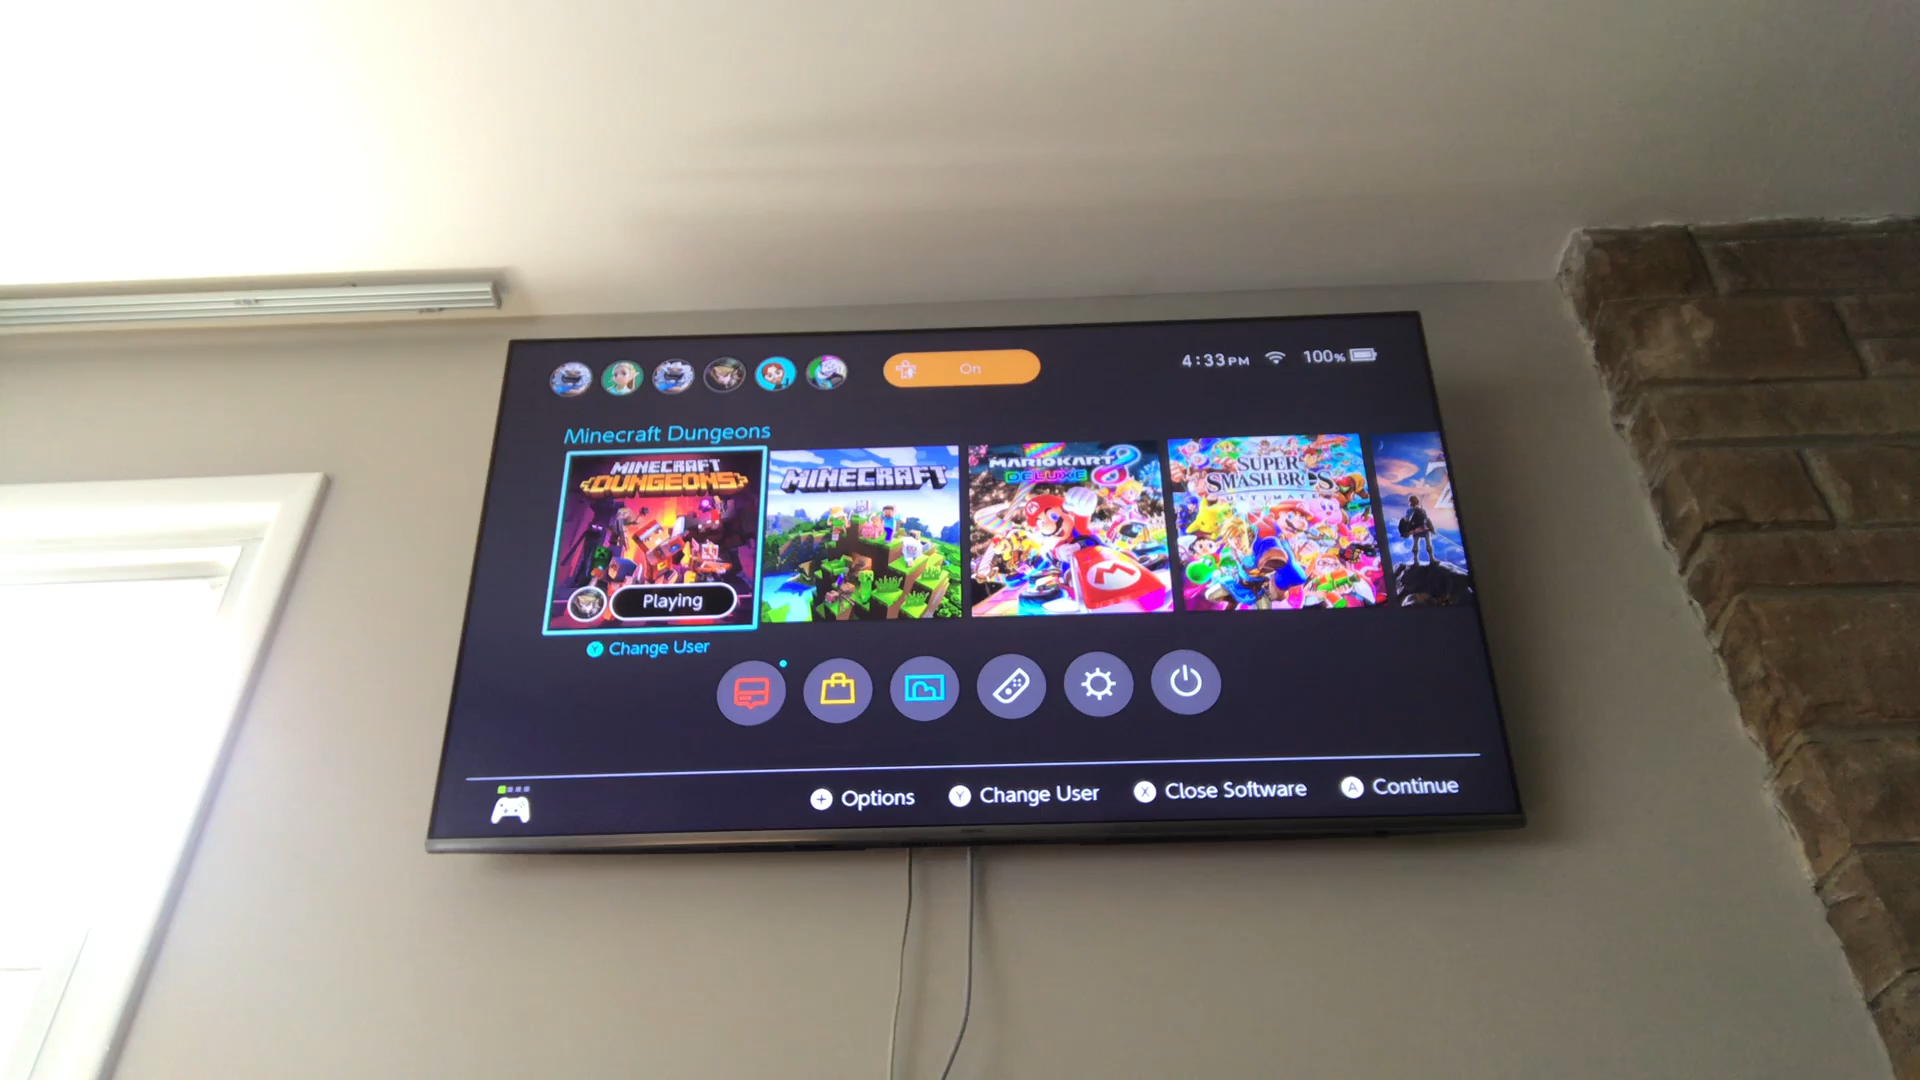 On
4:33PM
100%
Minecraft Dungeons
MINECRAFT
DUNGEONS
Playing
MINECRAFT
MARIOKART 8
DELUXE
SUPER
SMASH BROS.
ULTIMATE
Z
Y Change User
+ Options
Y Change User
X Close Software
A Continue